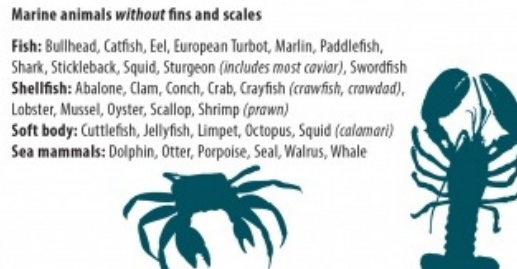 Marine animals without fins and scales
Fish: Bullhead, Catfish, Eel, European Turbot, Marlin, Paddlefish,
Shark, Stickleback, Squid, Sturgeon (includes most caviar), Swordfish
Shellfish: Abalone, Clam, Conch, Crab, Crayfish (crawfish, crawdad),
Lobster, Mussel, Oyster, Scallop, Shrimp (prawn)
Soft body: Cuttlefish, Jellyfish, Limpet, Octopus, Squid (calamari)
Sea mammals: Dolphin, Otter, Porpoise, Seal, Walrus, Whale